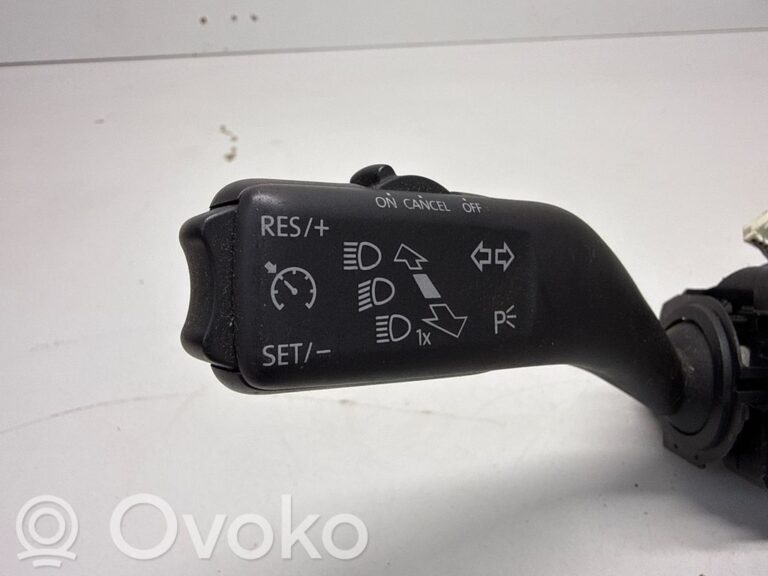 ON CANCEL OFF
RES/+
1x
P
SET/-
Ovoko